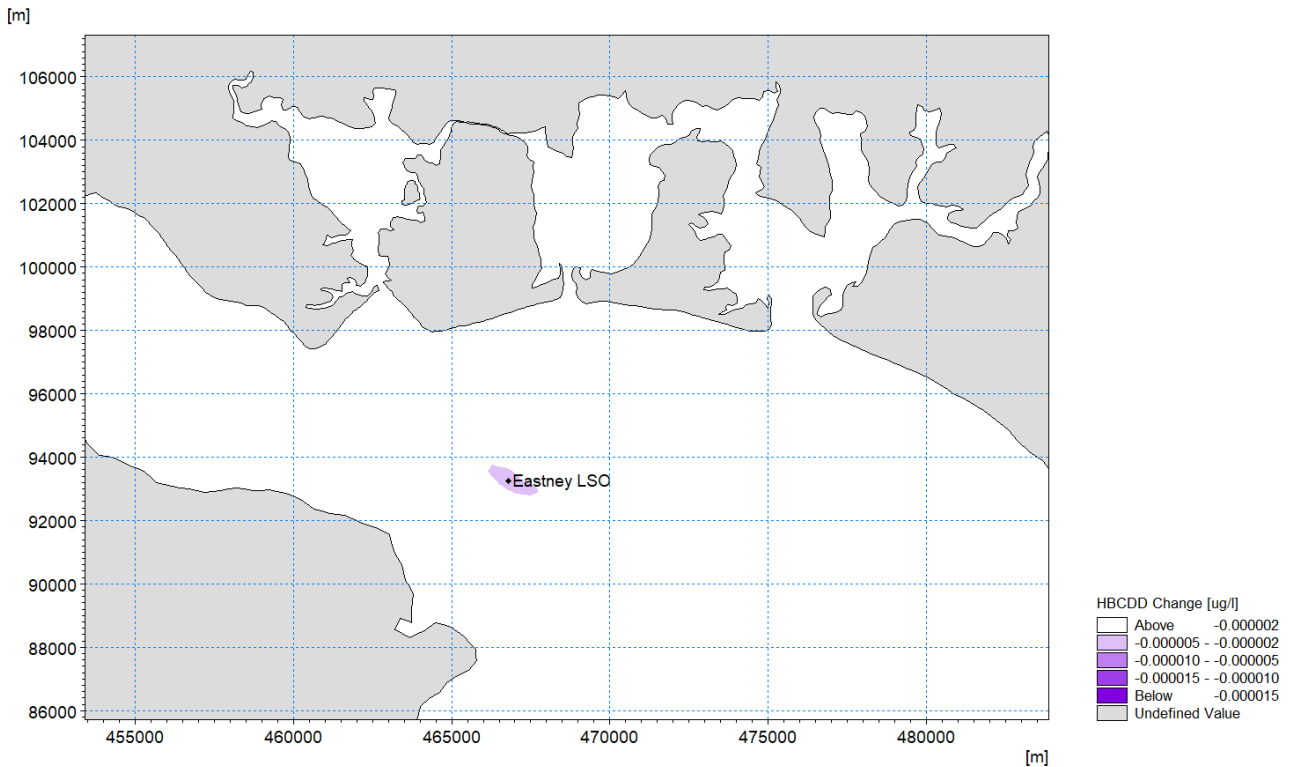 [m]
106000
104000
102000
100000
98000
96000
94000
Eastney LSO
92000
90000
88000
86000
455000 460000 465000 470000 475000 480000
[m]
HBCDD Change [ug/l]
Above -0.000002
-0.000005 - -0.000002
-0.000010 - -0.000005
-0.000015 - -0.000010
Below -0.000015
Undefined Value